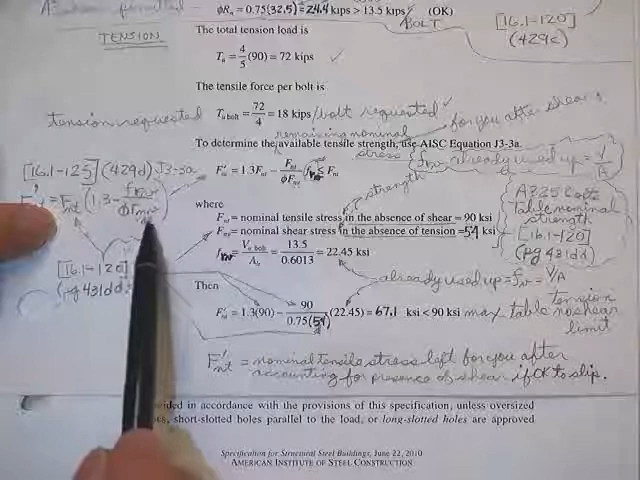 φRn = 0.75(32.5) = 24.4 kips > 13.5 kips (OK)
BOLT
[16.1-120]
(429c)
TENSION
The total tension load is
Tu = 4/5 (90) = 72 kips ✓
The tensile force per bolt is
tension requested
Tu bolt = 72/4 = 18 kips/bolt requested ✓
for you after shear
remaining nominal
To determine the available tensile strength, use AISC Equation J3-3a.
stress
[16.1-125] (429d) J3-3a
F'nt = 1.3Fnt − Fnt/φFnv frv ≤ Fnt
frv already used up = V/A
F'nt = Fnt (1.3 − frv/φFnv)
strength
where
Fnt = nominal tensile stress in the absence of shear = 90 ksi
Fnv = nominal shear stress in the absence of tension = 54 ksi
A325 bolts
Table nominal
strength
[16.1-120]
(pg 431dd)
frv = Vu bolt/Ab = 13.5/0.6013 = 22.45 ksi
[16.1-120]
(pg 431dd
already used up = fv = V/A
Then
F'nt = 1.3(90) − 90/0.75(54) (22.45) = 67.1 ksi < 90 ksi max table no shear
tension
limit
F'nt = nominal tensile stress left for you after
accounting for presence of shear if OK to slip.
ided in accordance with the provisions of this specification, unless oversized
short-slotted holes parallel to the load, or long-slotted holes are approved
Specification for Structural Steel Buildings, June 22, 2010
AMERICAN INSTITUTE OF STEEL CONSTRUCTION